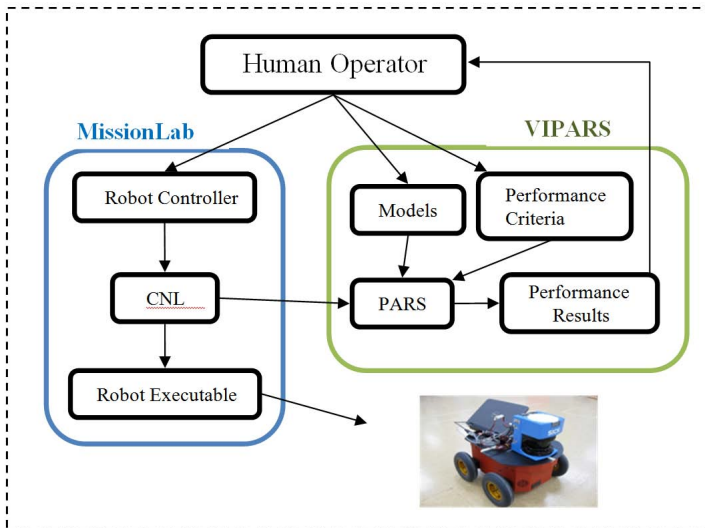 Human Operator
MissionLab
VIPARS
Robot Controller
Models
Performance
Criteria
CNL
PARS
Performance
Results
Robot Executable